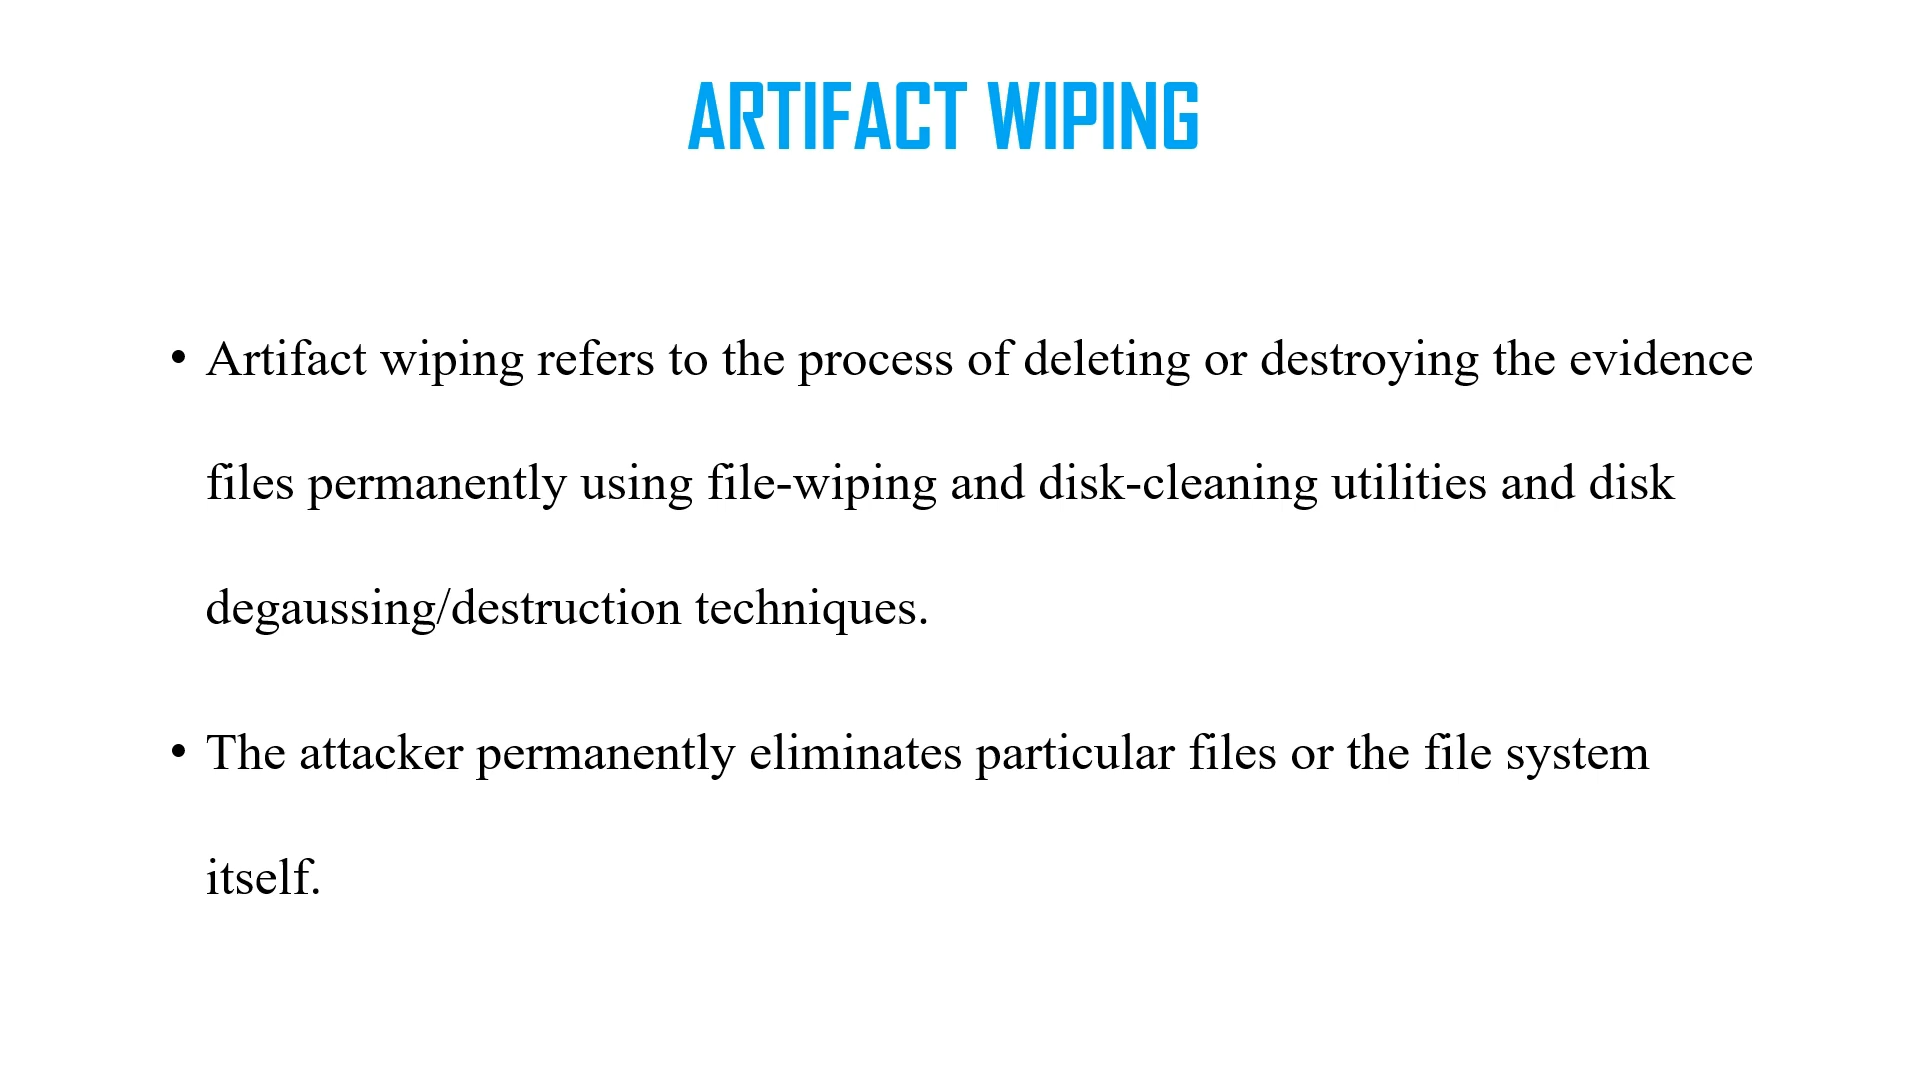 ARTIFACT WIPING
• Artifact wiping refers to the process of deleting or destroying the evidence
files permanently using file-wiping and disk-cleaning utilities and disk
degaussing/destruction techniques.
• The attacker permanently eliminates particular files or the file system
itself.